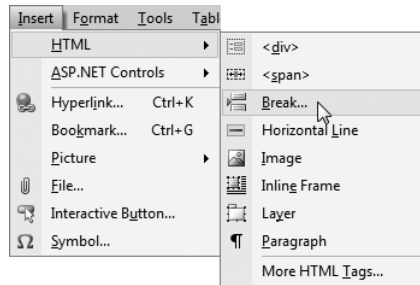 Insert Format Tools Tabl
HTML
ASP.NET Controls
Hyperlink... Ctrl+K
Bookmark... Ctrl+G
Picture
File...
Interactive Button...
Symbol...
<div>
<span>
Break...
Horizontal Line
Image
Inline Frame
Layer
Paragraph
More HTML Tags...